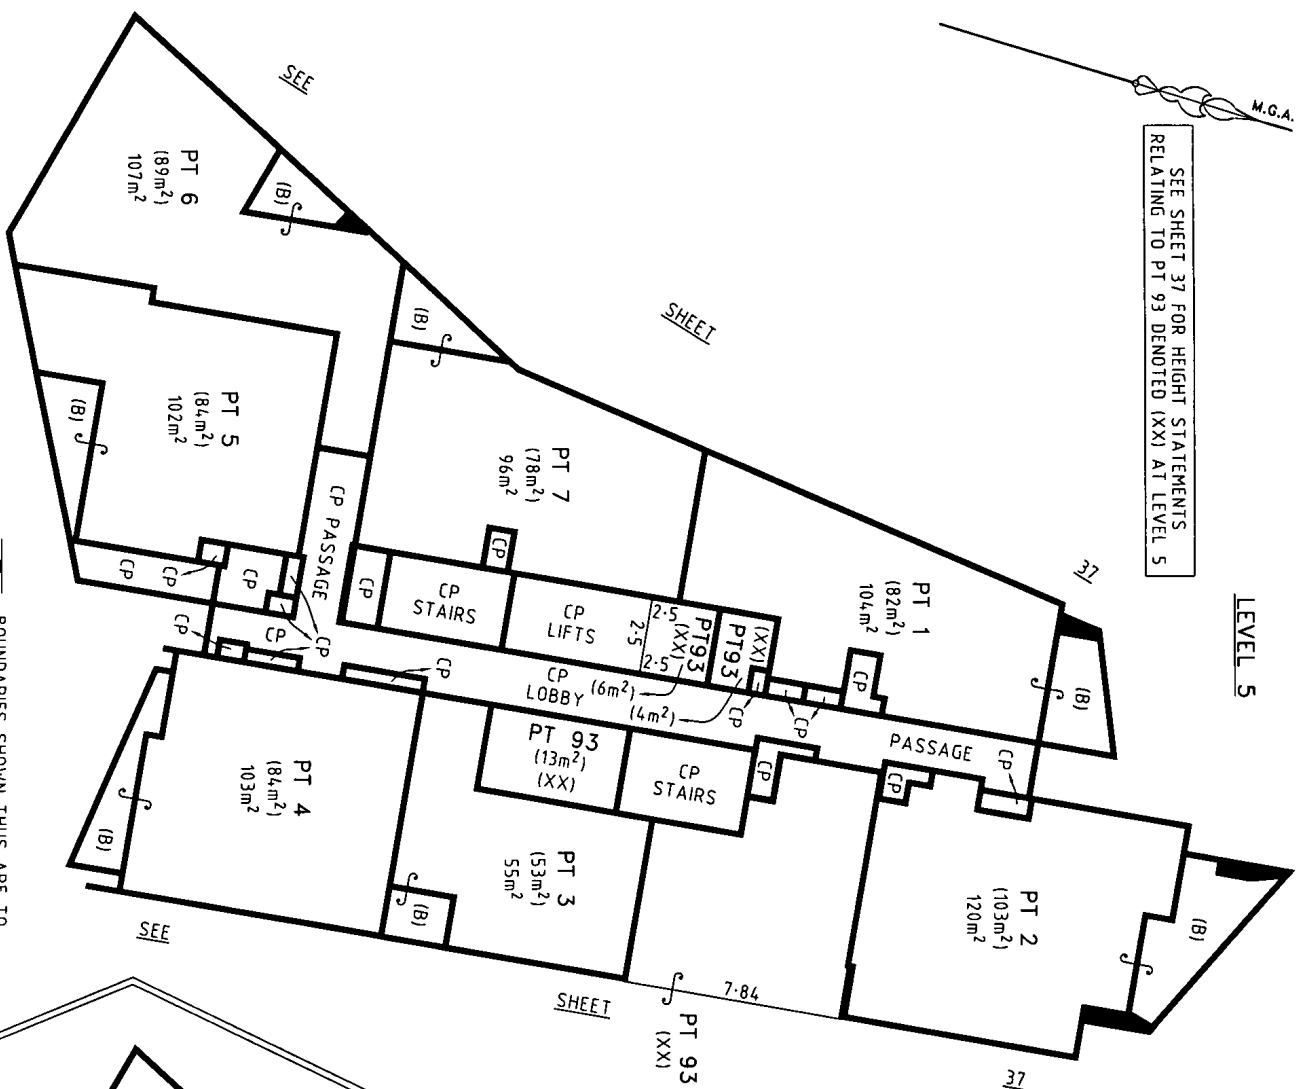 M.G.A.
SEE SHEET 37 FOR HEIGHT STATEMENTS
RELATING TO PT 93 DENOTED (XX) AT LEVEL 5
LEVEL 5
SEE
SHEET
37
PT 6
(89m²)
107m²
(B)
(B)
PT 5
(84m²)
102m²
(B)
PT 7
(78m²)
96m²
CP
PT 1
(82m²)
104m²
CP
(B)
CP PASSAGE
CP
CP
STAIRS
CP
LIFTS
2·5
2·5
2·5
PT93
(XX)
PT93
(XX)
(6m²)
(4m²)
CP
CP
CP
LOBBY
PASSAGE
CP
CP
CP
CP
CP
CP
CP
CP
CP
PT 4
(84m²)
103m²
(B)
PT 93
(13m²)
(XX)
CP
STAIRS
CP
CP
PT 3
(53m²)
55m²
(B)
PT 2
(103m²)
120m²
(B)
7·84
PT 93
(XX)
SEE
SHEET
37
BOUNDARIES SHOWN THUS ARE TO